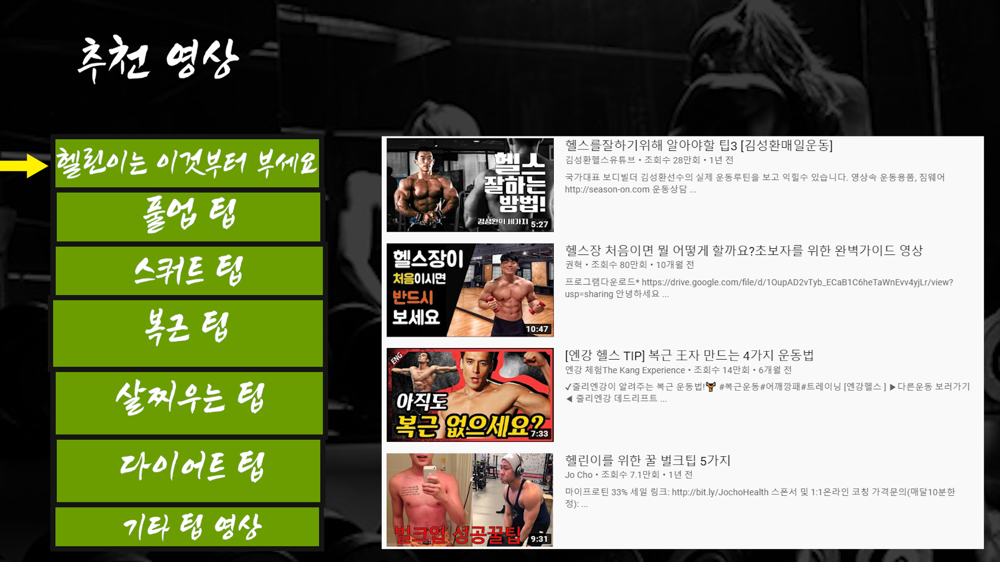 추천 영상
헬린이는 이것부터 부세요
풀업 팁
스쿼트 팁
복근 팁
살찌우는 팁
다이어트 팁
기타 팁 영상
헬스
잘하는
방법!
김성환의 세가지
5:27
헬스를잘하기위해 알아야할 팁3 [김성환매일운동]
김성환헬스유튜브 • 조회수 28만회 • 1년 전
국가대표 보디빌더 김성환선수의 실제 운동루틴을 보고 익힐수 있습니다. 영상속 운동용품, 짐웨어
http://season-on.com 운동상담 ...
헬스장이
처음이시면
반드시
보세요
10:47
헬스장 처음이면 뭘 어떻게 할까요?초보자를 위한 완벽가이드 영상
권혁 • 조회수 80만회 • 10개월 전
프로그램다운로드* https://drive.google.com/file/d/1OupAD2vTyb_ECaB1C6heTaWnEvv4yjLr/view?
usp=sharing 안녕하세요 ...
ENG
아직도
복근 없으세요?
7:33
[엔강 헬스 TIP] 복근 王자 만드는 4가지 운동법
엔강 체험The Kang Experience • 조회수 14만회 • 6개월 전
✓줄리엔강이 알려주는 복근 운동법!🏋 #복근운동#어깨깡패#트레이닝 [엔강헬스 ] ▶다른운동 보러가기
◀ 줄리엔강 데드리프트 ...
벌크업 성공꿀팁
9:31
헬린이를 위한 꿀 벌크팁 5가지
Jo Cho • 조회수 7.1만회 • 1년 전
마이프로틴 33% 세일 링크: http://bit.ly/JochoHealth 스폰서 및 1:1온라인 코칭 가격문의(매달10분한
정): ...